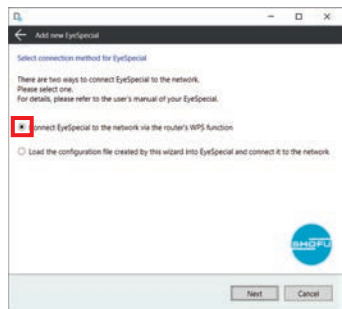 Add new EyeSpecial
Select connection method for EyeSpecial
There are two ways to connect EyeSpecial to the network.
Please select one.
For details, please refer to the user's manual of your EyeSpecial.
Connect EyeSpecial to the network via the router's WPS function
Load the configuration file created by this wizard into EyeSpecial and connect it to the network
SHOFU
Next Cancel